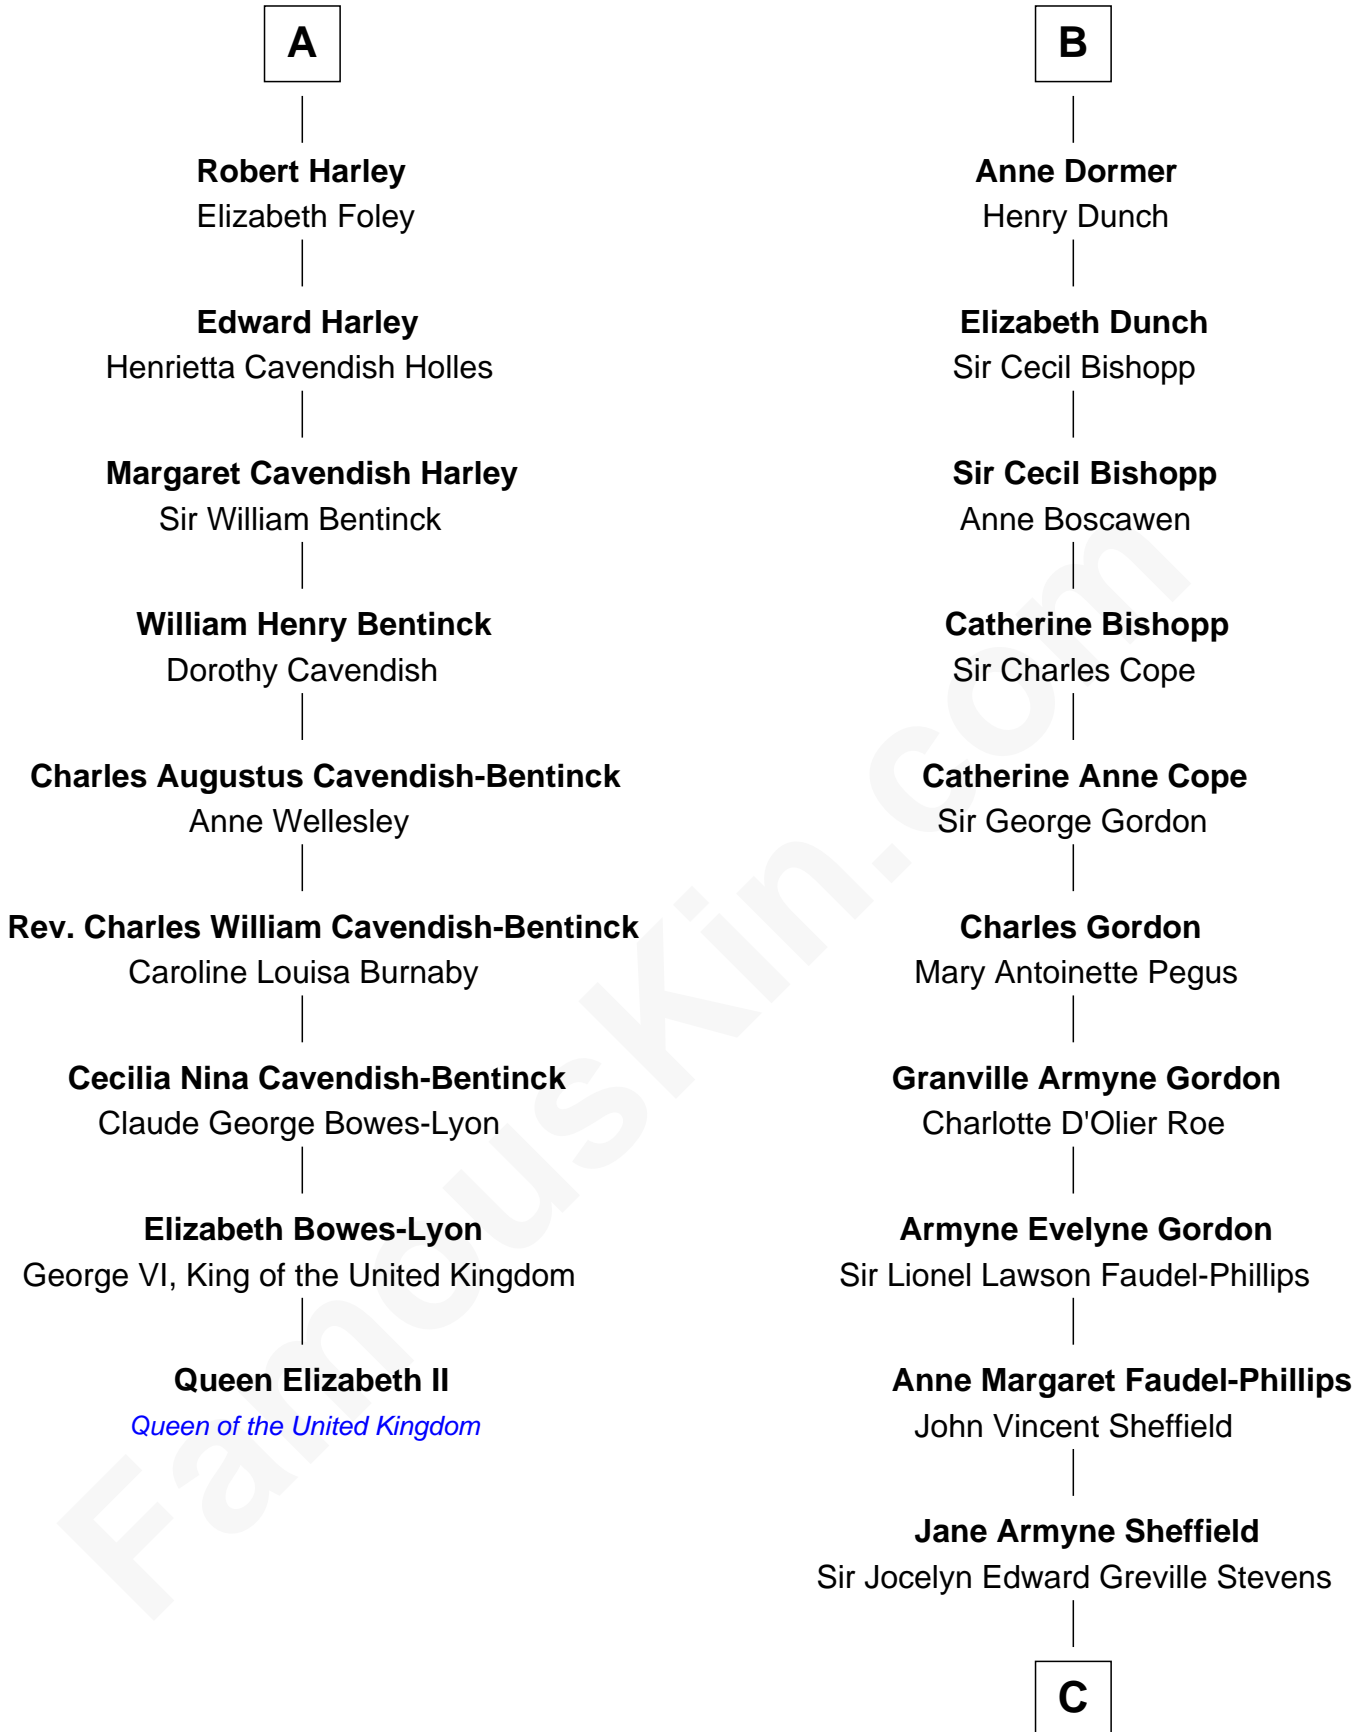 A
Robert Harley
Elizabeth Foley
Edward Harley
Henrietta Cavendish Holles
Margaret Cavendish Harley
Sir William Bentinck
William Henry Bentinck
Dorothy Cavendish
Charles Augustus Cavendish-Bentinck
Anne Wellesley
Rev. Charles William Cavendish-Bentinck
Caroline Louisa Burnaby
Cecilia Nina Cavendish-Bentinck
Claude George Bowes-Lyon
Elizabeth Bowes-Lyon
George VI, King of the United Kingdom
Queen Elizabeth II
Queen of the United Kingdom
B
Anne Dormer
Henry Dunch
Elizabeth Dunch
Sir Cecil Bishopp
Sir Cecil Bishopp
Anne Boscawen
Catherine Bishopp
Sir Charles Cope
Catherine Anne Cope
Sir George Gordon
Charles Gordon
Mary Antoinette Pegus
Granville Armyne Gordon
Charlotte D'Olier Roe
Armyne Evelyne Gordon
Sir Lionel Lawson Faudel-Phillips
Anne Margaret Faudel-Phillips
John Vincent Sheffield
Jane Armyne Sheffield
Sir Jocelyn Edward Greville Stevens
C
FamousKin.com